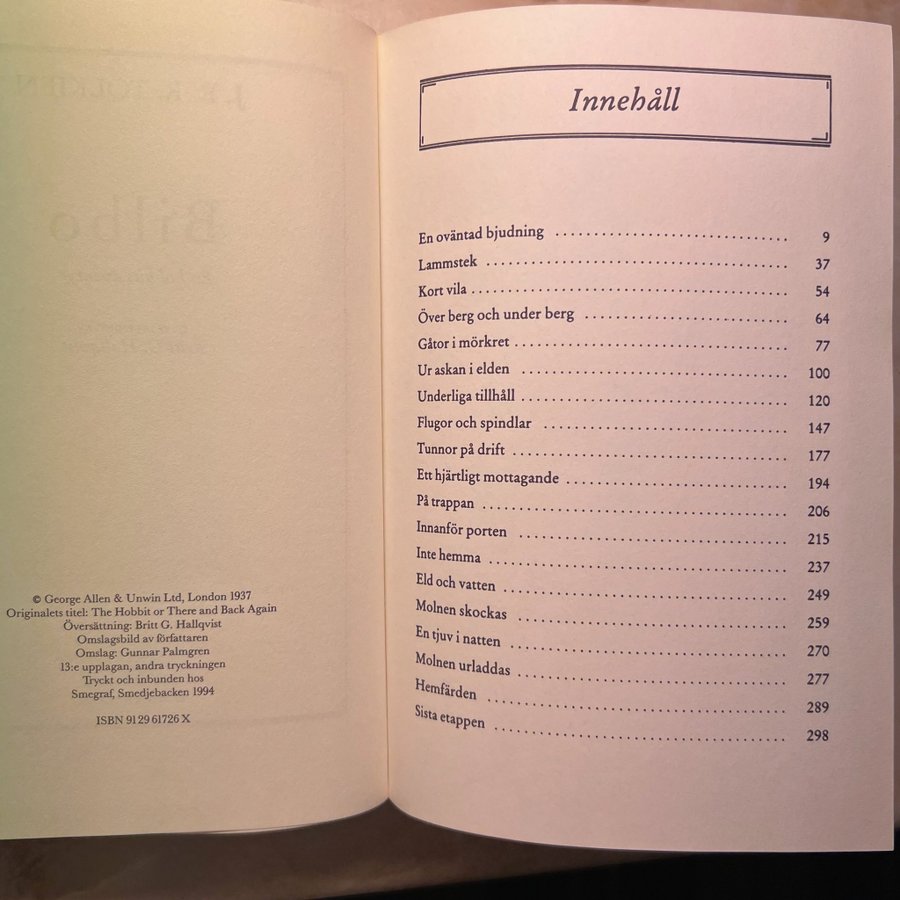 © George Allen & Unwin Ltd, London 1937
Originalets titel: The Hobbit or There and Back Again
Översättning: Britt G. Hallqvist
Omslagsbild av författaren
Omslag: Gunnar Palmgren
13:e upplagan, andra tryckningen
Tryckt och inbunden hos
Smegraf, Smedjebacken 1994
ISBN 91 29 61726 X
Innehåll
En oväntad bjudning 9
Lammstek 37
Kort vila 54
Över berg och under berg 64
Gåtor i mörkret 77
Ur askan i elden 100
Underliga tillhåll 120
Flugor och spindlar 147
Tunnor på drift 177
Ett hjärtligt mottagande 194
På trappan 206
Innanför porten 215
Inte hemma 237
Eld och vatten 249
Molnen skockas 259
En tjuv i natten 270
Molnen urladdas 277
Hemfärden 289
Sista etappen 298